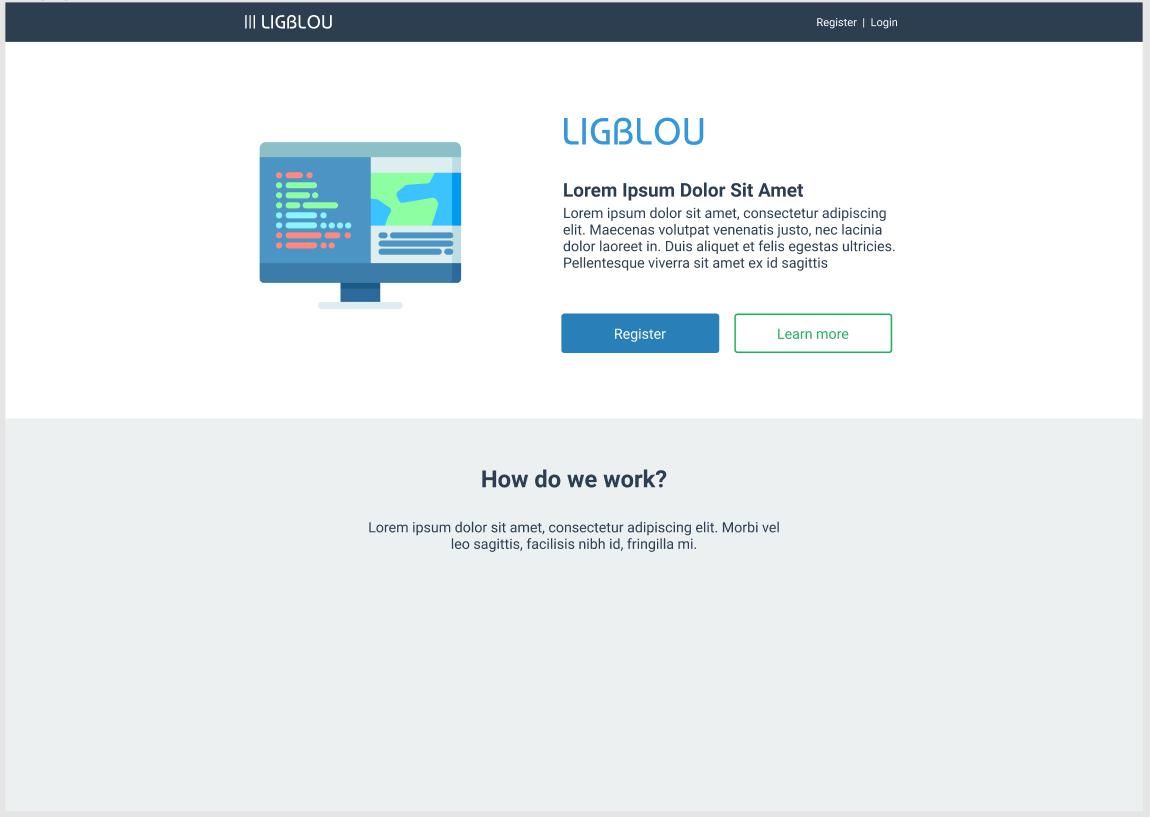 LIGBLOU
Register | Login
LIGBLOU
Lorem Ipsum Dolor Sit Amet
Lorem ipsum dolor sit amet, consectetur adipiscing
elit. Maecenas volutpat venenatis justo, nec lacinia
dolor laoreet in. Duis aliquet et felis egestas ultricies.
Pellentesque viverra sit amet ex id sagittis
Register
Learn more
How do we work?
Lorem ipsum dolor sit amet, consectetur adipiscing elit. Morbi vel
leo sagittis, facilisis nibh id, fringilla mi.